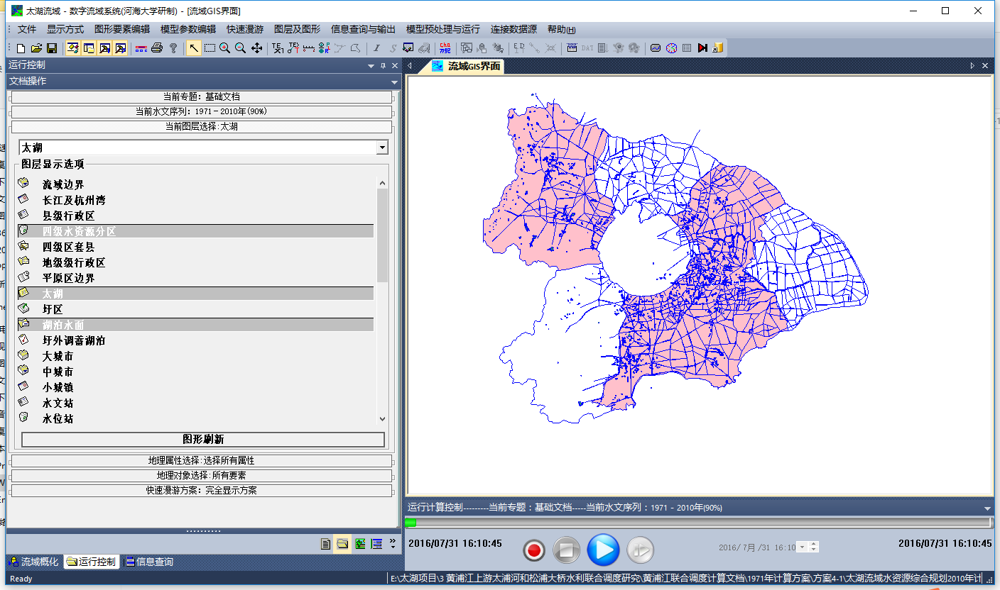 太湖流域 - 数字流域系统(河海大学研制) - [流域GIS界面]
文件 显示方式 图形要素编辑 模型参数编辑 快速漫游 图层及图形 信息查询与输出 模型预处理与运行 连接数据源 帮助(H)
运行控制
流域GIS界面
文档操作
当前专题：基础文档
当前水文序列：1971－2010年(90%)
当前图层选择:太湖
太湖
图层显示选项
流域边界
长江及杭州湾
县级行政区
四级水资源分区
四级区套县
地级级行政区
平原区边界
太湖
圩区
湖泊水面
圩外调蓄湖泊
大城市
中城市
小城镇
水文站
水位站
图形刷新
地理属性选择:选择所有属性
地理对象选择:所有要素
快速漫游方案：完全显示方案
运行计算控制---------当前专题：基础文档-----当前水文序列：1971－2010年(90%)
2016/07/31 16:10:45
2016/ 7月 /31 16:10
2016/07/31 16:10:45
流域概化 运行控制 信息查询
Ready
E:\太湖项目\3 黄浦江上游太浦河和松浦大桥水利联合调度研究\黄浦江联合调度计算文档\1971年计算方案\方案4-1\太湖流域水资源综合规划2010年计